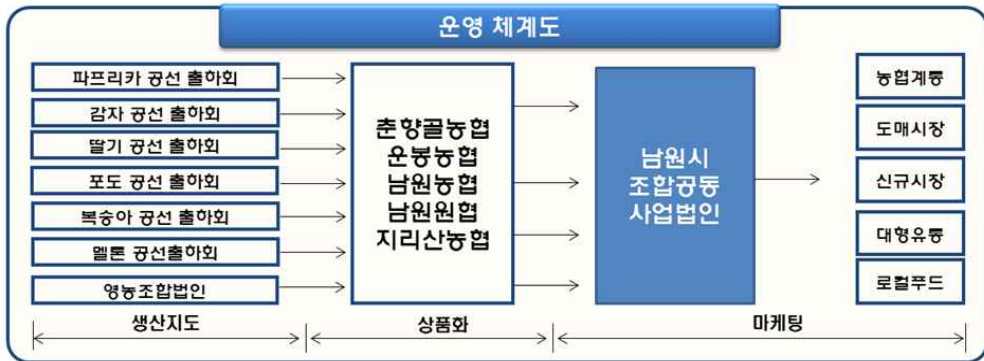 운영 체계도
파프리카 공선 출하회
감자 공선 출하회
딸기 공선 출하회
포도 공선 출하회
복숭아 공선 출하회
멜론 공선출하회
영농조합법인
춘향골농협
운봉농협
남원농협
남원원협
지리산농협
남원시
조합공동
사업법인
농협계통
도매시장
신규시장
대형유통
로컬푸드
생산지도
상품화
마케팅